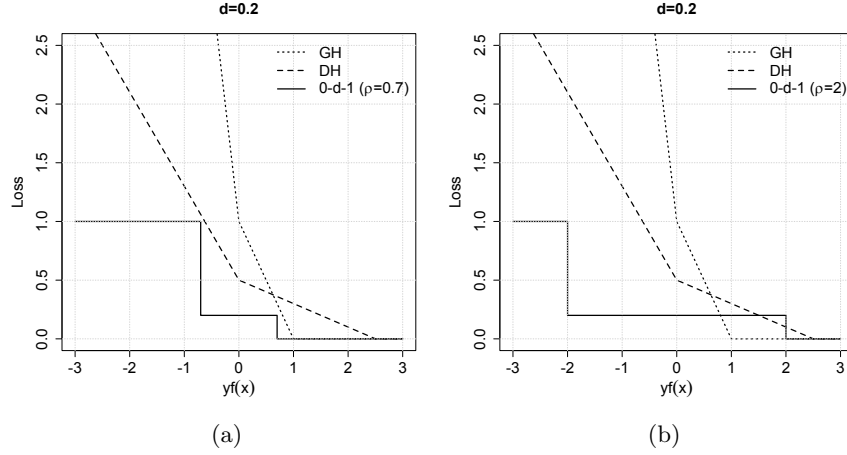 d=0.2
2.5
2.0
1.5
1.0
0.5
0.0
Loss
GH
DH
0-d-1 (ρ=0.7)
-3 -2 -1 0 1 2 3
yf(x)
(a)
d=0.2
2.5
2.0
1.5
1.0
0.5
0.0
Loss
GH
DH
0-d-1 (ρ=2)
-3 -2 -1 0 1 2 3
yf(x)
(b)